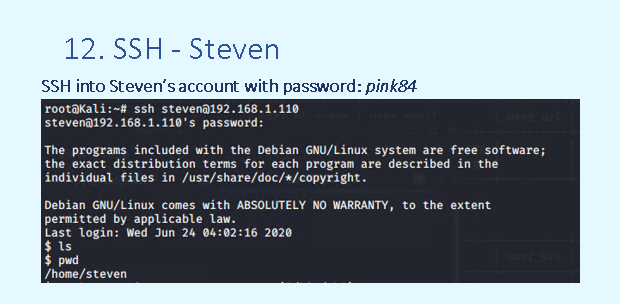 12. SSH - Steven
SSH into Steven's account with password: pink84
root@Kali:~# ssh steven@192.168.1.110
steven@192.168.1.110's password:
The programs included with the Debian GNU/Linux system are free software;
the exact distribution terms for each program are described in the
individual files in /usr/share/doc/*/copyright.
Debian GNU/Linux comes with ABSOLUTELY NO WARRANTY, to the extent
permitted by applicable law.
Last login: Wed Jun 24 04:02:16 2020
$ ls
$ pwd
/home/steven